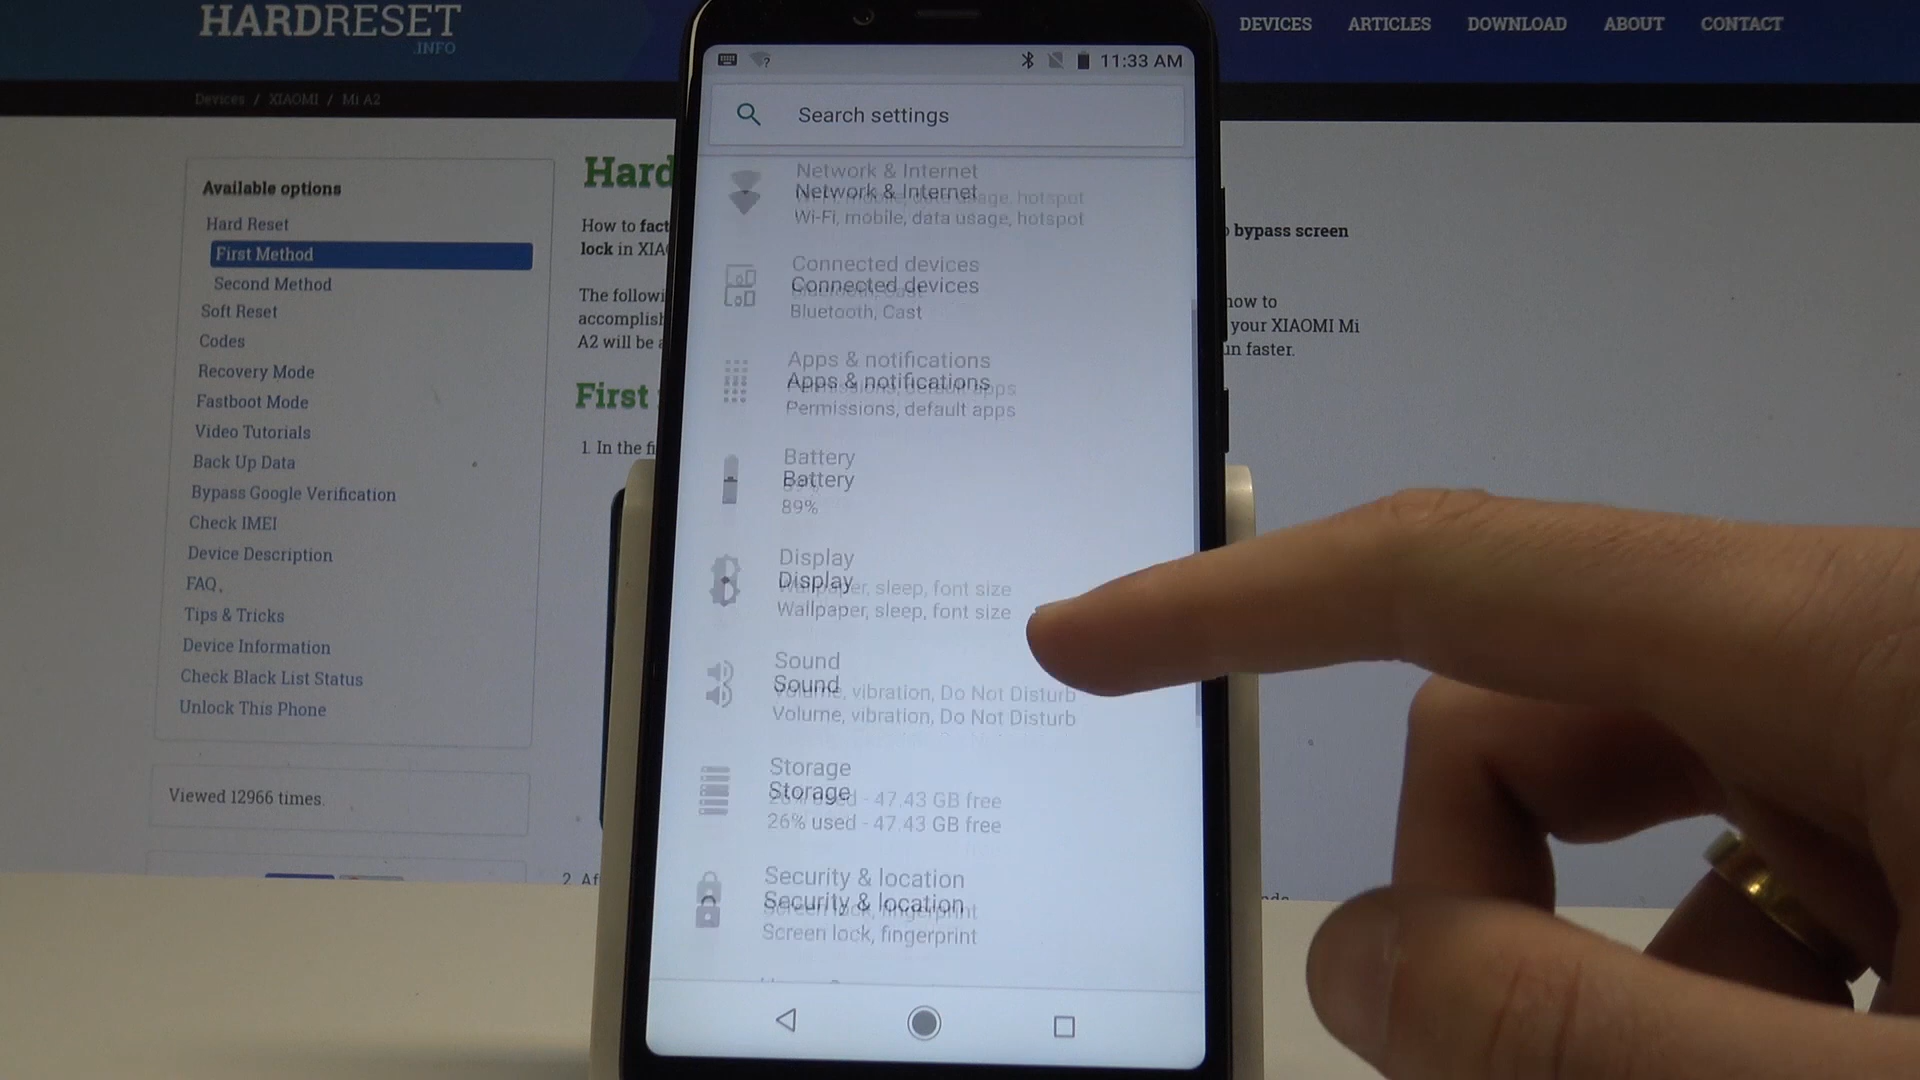 HARDRESET
.INFO
DEVICES ARTICLES DOWNLOAD ABOUT CONTACT
Devices / XIAOMI / Mi A2
Available options
Hard Reset
First Method
Second Method
Soft Reset
Codes
Recovery Mode
Fastboot Mode
Video Tutorials
Back Up Data
Bypass Google Verification
Check IMEI
Device Description
FAQ,
Tips & Tricks
Device Information
Check Black List Status
Unlock This Phone
Viewed 12966 times.
Hard
How to fact
lock in XIA
The followi
accomplish
A2 will be a
First
1. In the fi
2. Af
bypass screen
how to
your XIAOMI Mi
un faster.
11:33 AM
Search settings
Network & Internet
Wi-Fi, mobile, data usage, hotspot
Connected devices
Bluetooth, Cast
Apps & notifications
Permissions, default apps
Battery
89%
Display
Wallpaper, sleep, font size
Sound
Volume, vibration, Do Not Disturb
Storage
26% used - 47.43 GB free
Security & location
Screen lock, fingerprint